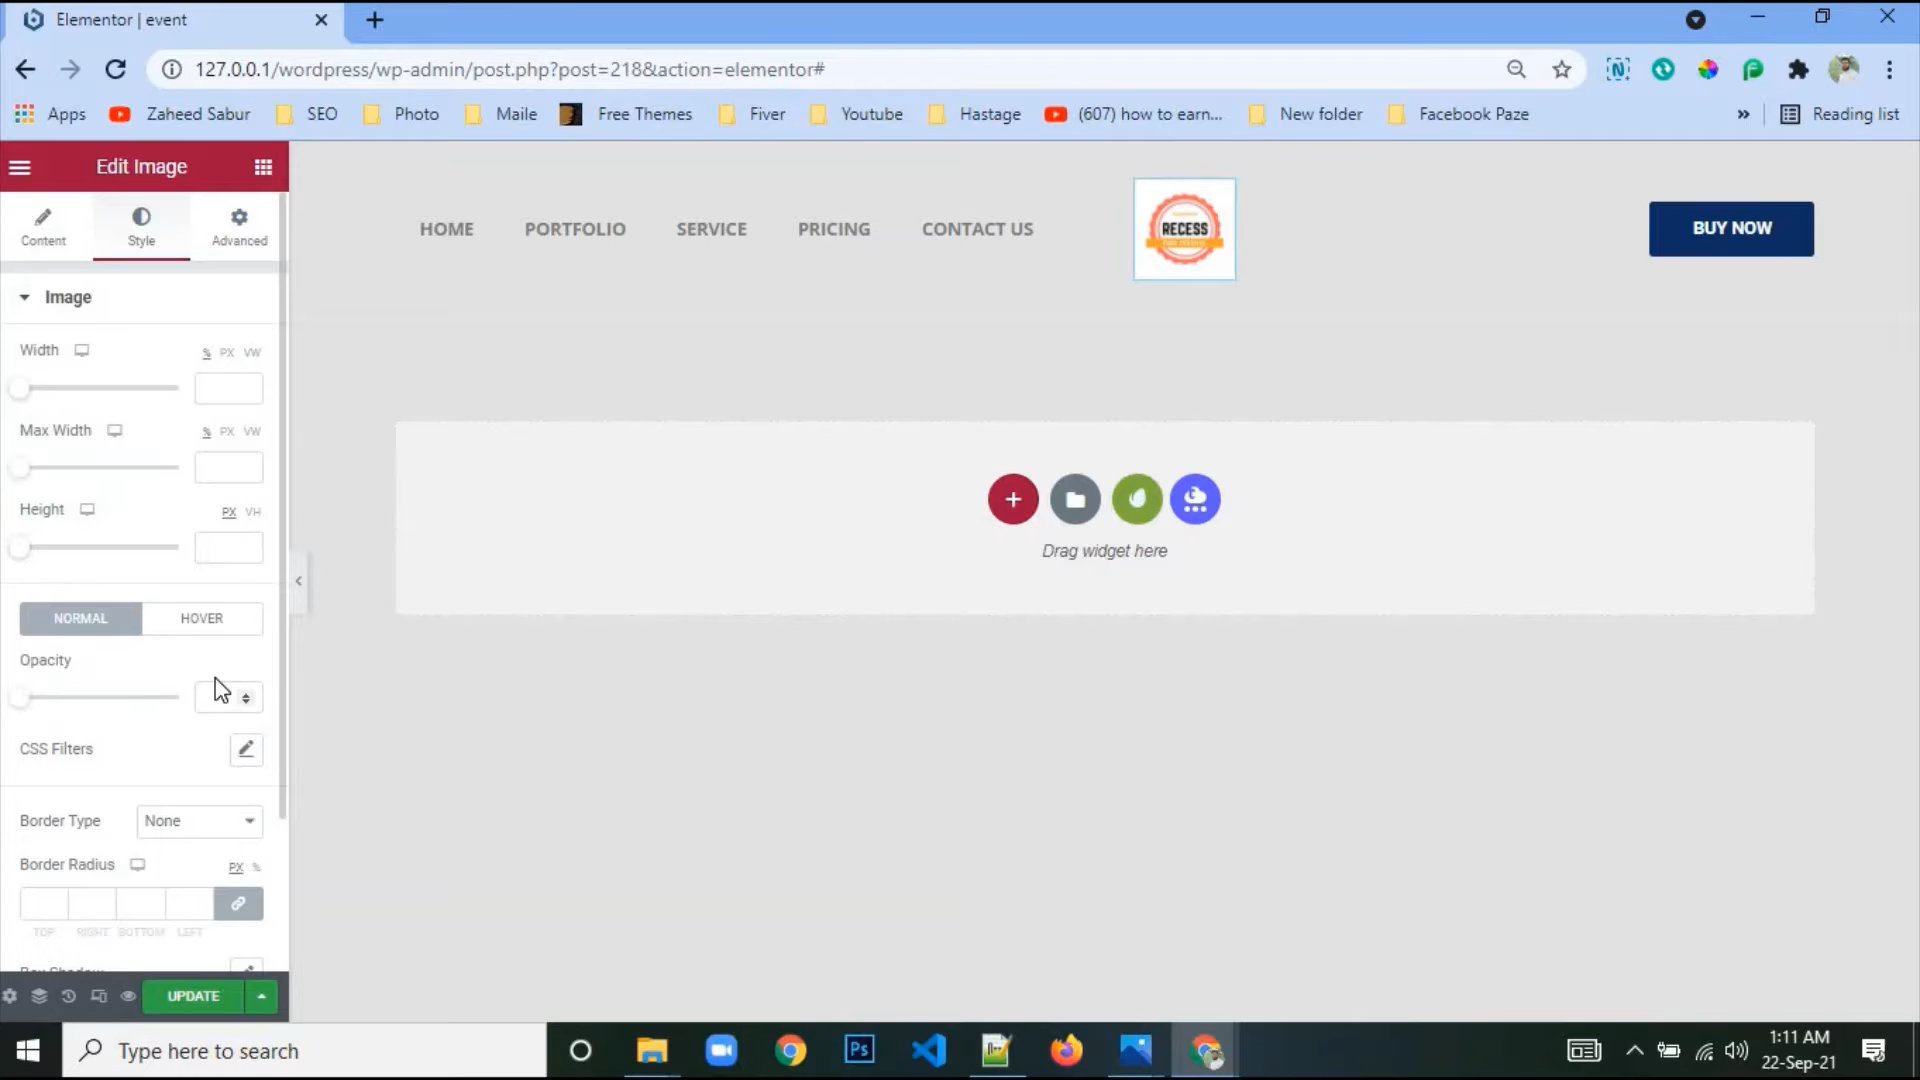 Elementor | event
127.0.0.1/wordpress/wp-admin/post.php?post=218&action=elementor#
Apps
Zaheed Sabur
SEO
Photo
Maile
Free Themes
Fiver
Youtube
Hastage
(607) how to earn...
New folder
Facebook Paze
»
Reading list
Edit Image
Content
Style
Advanced
HOME
PORTFOLIO
SERVICE
PRICING
CONTACT US
RECESS
BUY NOW
Image
Width
% PX VW
Max Width
% PX VW
Height
PX VH
NORMAL
HOVER
Opacity
CSS Filters
Border Type
None
Border Radius
PX %
TOP RIGHT BOTTOM LEFT
Box Shadow
Drag widget here
UPDATE
Type here to search
Ps
1:11 AM
22-Sep-21